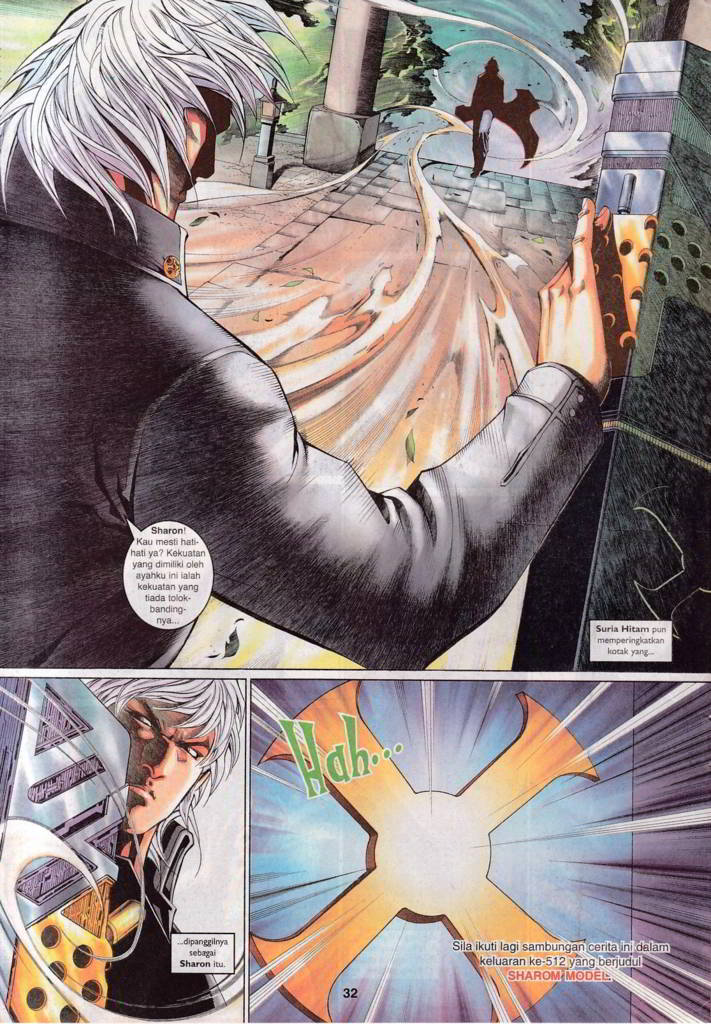 Sharon!
Kau mesti hati-
hati ya? Kekuatan
yang dimiliki oleh
ayahku ini ialah
kekuatan yang
tiada tolok-
banding-
nya...
Suria Hitam pun
memperingkatkan
kotak yang...
...dipanggilnya
sebagai
Sharon itu.
Hah...
Sila ikuti lagi sambungan cerita ini dalam
keluaran ke-512 yang berjudul
SHAROM MODEL.
32